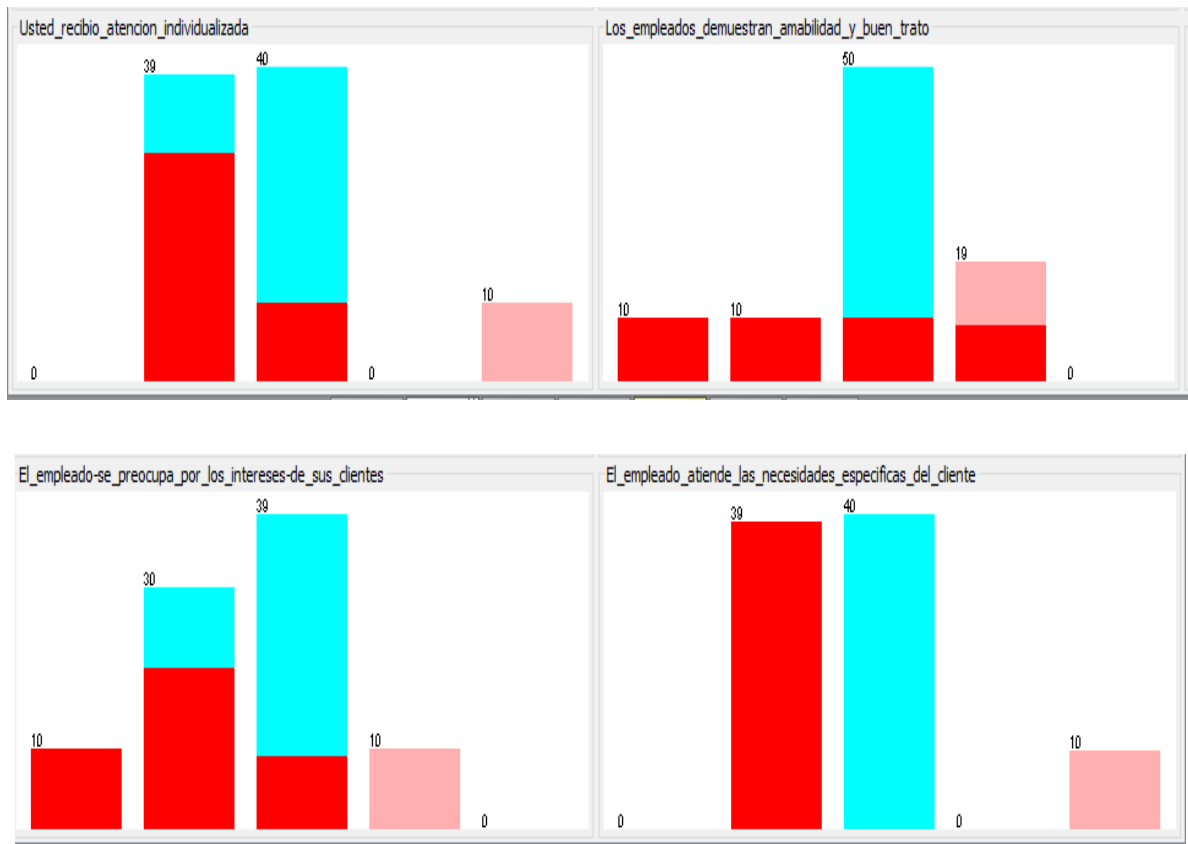 Usted_recibio_atencion_individualizada
0 39 40 0 10
Los_empleados_demuestran_amabilidad_y_buen_trato
10 10 50 19 0
El_empleado-se_preocupa_por_los_intereses-de_sus_clientes
10 30 39 10 0
El_empleado_atiende_las_necesidades_especificas_del_cliente
0 39 40 0 10